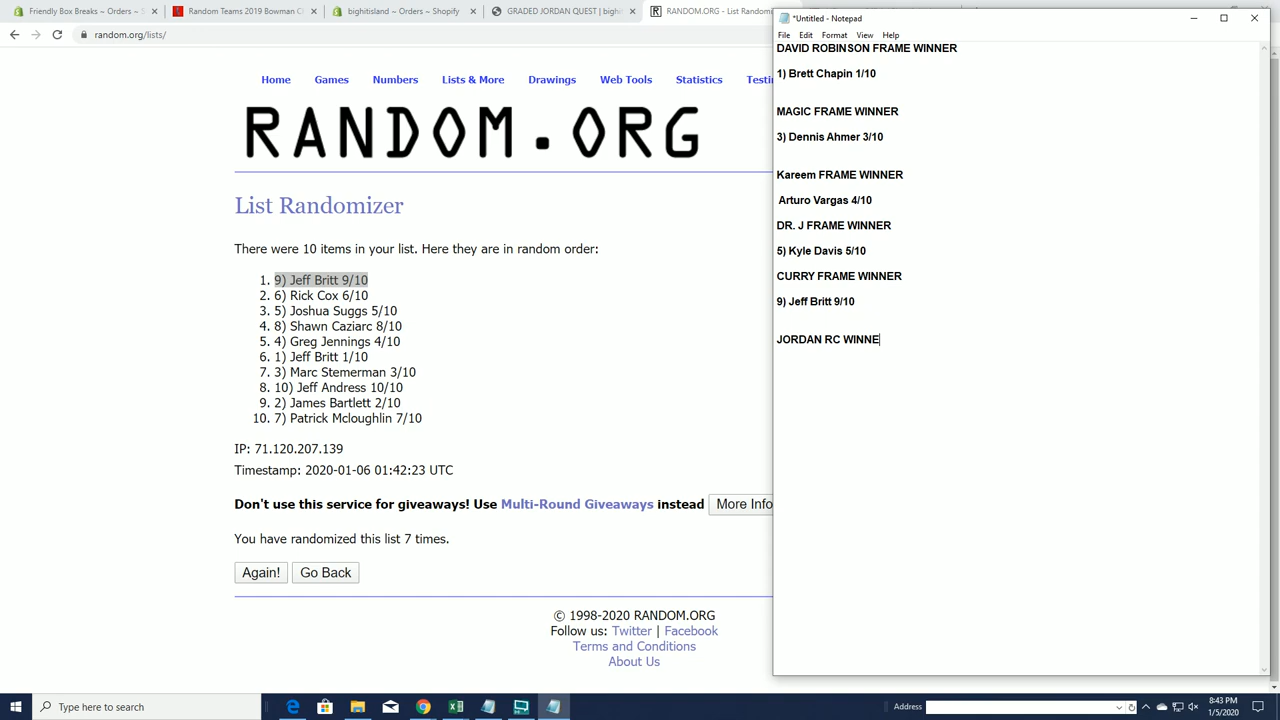 Friendly Box Breaks ~ Orders ~ S
Random Teams 2019 Bowman C
bighitisland ~ Orders ~ Shopify
GRADED JORDAN QUEST | bighit
RANDOM.ORG - List Random
random.org/lists/
Home
Games
Numbers
Lists & More
Drawings
Web Tools
Statistics
Testi
RANDOM.ORG
List Randomizer
There were 10 items in your list. Here they are in random order:
1. 9) Jeff Britt 9/10
2. 6) Rick Cox 6/10
3. 5) Joshua Suggs 5/10
4. 8) Shawn Caziarc 8/10
5. 4) Greg Jennings 4/10
6. 1) Jeff Britt 1/10
7. 3) Marc Stemerman 3/10
8. 10) Jeff Andress 10/10
9. 2) James Bartlett 2/10
10. 7) Patrick Mcloughlin 7/10
IP: 71.120.207.139
Timestamp: 2020-01-06 01:42:23 UTC
Don't use this service for giveaways! Use Multi-Round Giveaways instead More Info
You have randomized this list 7 times.
Again! Go Back
© 1998-2020 RANDOM.ORG
Follow us: Twitter | Facebook
Terms and Conditions
About Us
*Untitled - Notepad
File Edit Format View Help
DAVID ROBINSON FRAME WINNER
1) Brett Chapin 1/10
MAGIC FRAME WINNER
3) Dennis Ahmer 3/10
Kareem FRAME WINNER
Arturo Vargas 4/10
DR. J FRAME WINNER
5) Kyle Davis 5/10
CURRY FRAME WINNER
9) Jeff Britt 9/10
JORDAN RC WINNE
Type here to search
Address
8:43 PM
1/5/2020